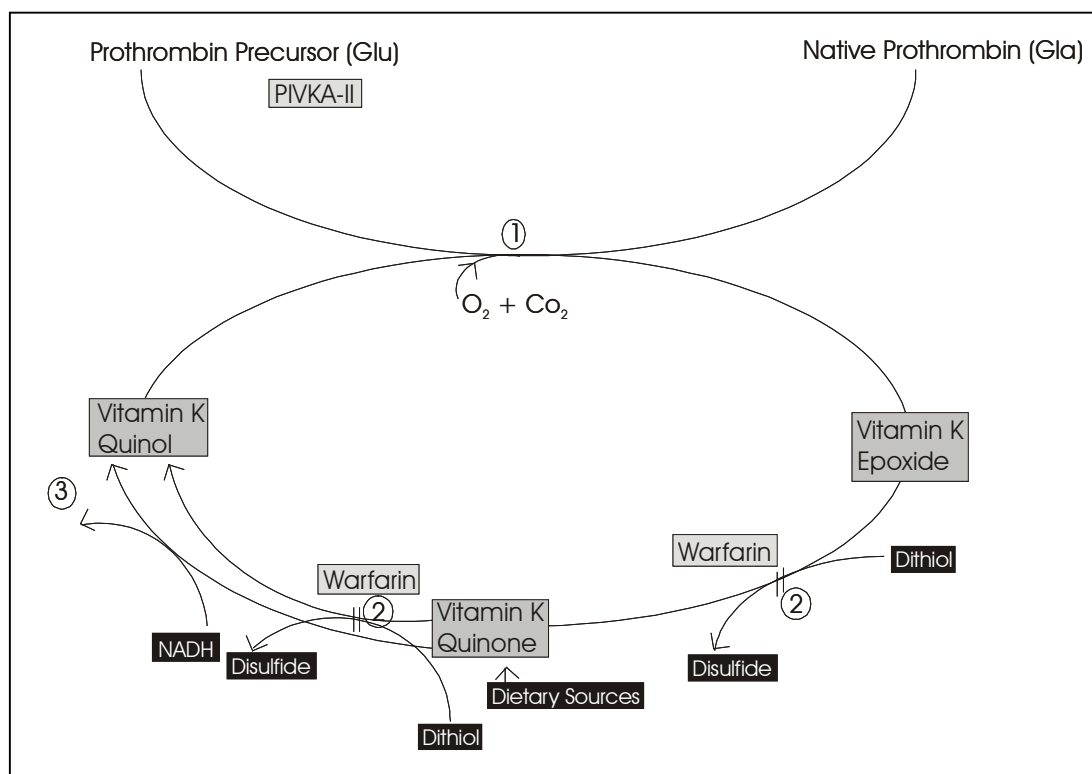 Prothrombin Precursor (Glu)
Native Prothrombin (Gla)
PIVKA-II
1
O₂ + Co₂
Vitamin K
Quinol
Vitamin K
Epoxide
3
Warfarin
2
Warfarin
2
Dithiol
Vitamin K
Quinone
NADH
Disulfide
Disulfide
Dietary Sources
Dithiol